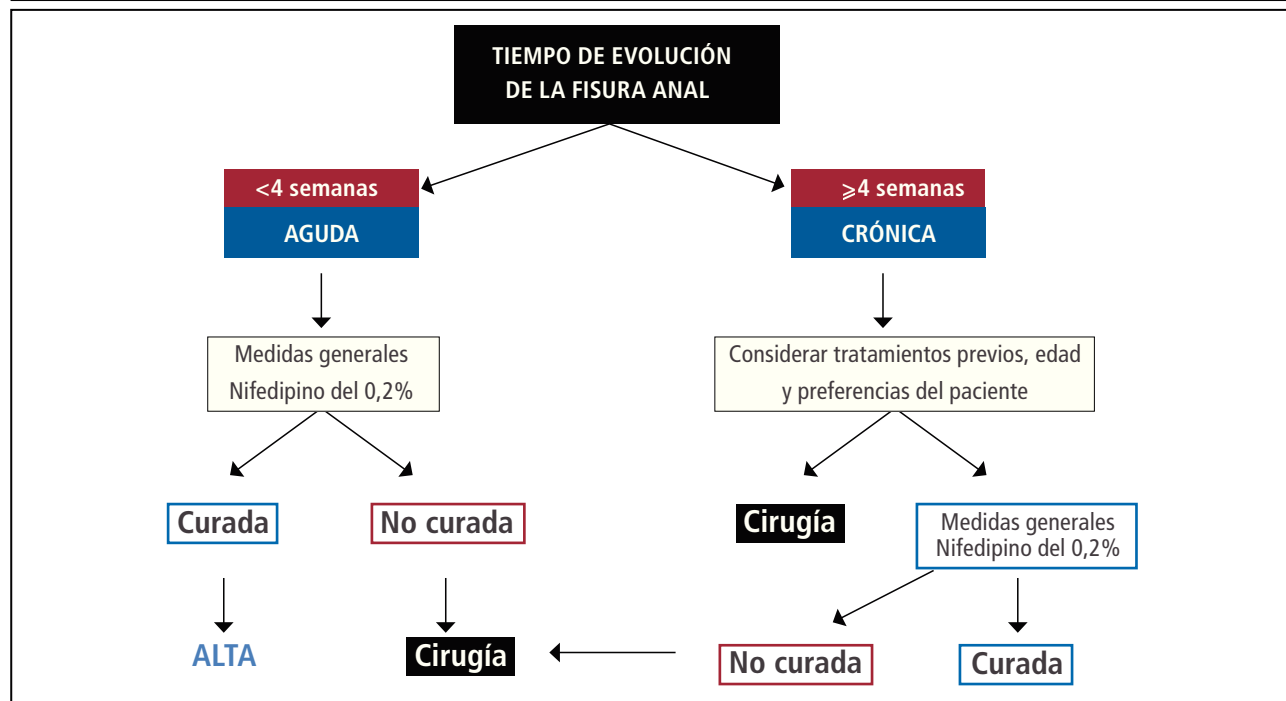 TIEMPO DE EVOLUCIÓN
DE LA FISURA ANAL
<4 semanas
AGUDA
⩾4 semanas
CRÓNICA
Medidas generales
Nifedipino del 0,2%
Considerar tratamientos previos, edad
y preferencias del paciente
Curada
No curada
Cirugía
Medidas generales
Nifedipino del 0,2%
ALTA
Cirugía
No curada
Curada